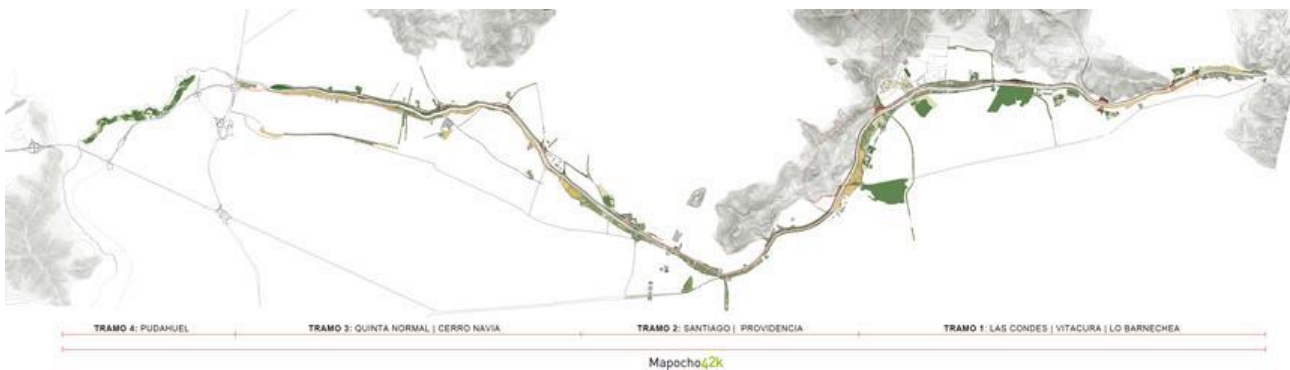 TRAMO 4: PUDAHUEL
TRAMO 3: QUINTA NORMAL | CERRO NAVIA
TRAMO 2: SANTIAGO | PROVIDENCIA
TRAMO 1: LAS CONDES | VITACURA | LO BARNECHEA
Mapocho42k